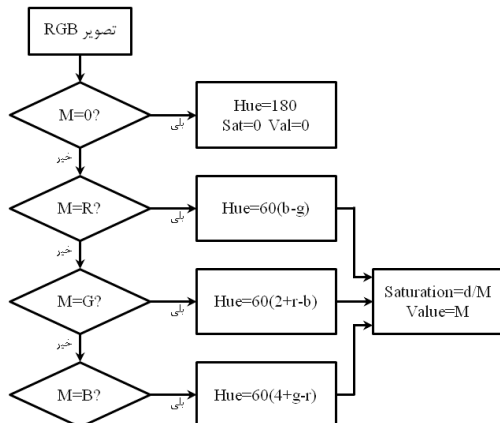 تصویر RGB
M=0?
بلی
Hue=180
Sat=0 Val=0
خیر
M=R?
بلی
Hue=60(b-g)
خیر
M=G?
بلی
Hue=60(2+r-b)
Saturation=d/M
Value=M
خیر
M=B?
بلی
Hue=60(4+g-r)